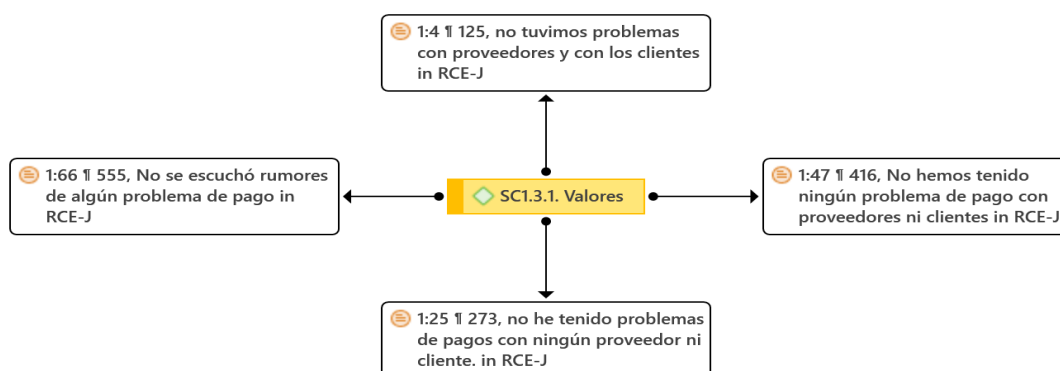 1:4 ¶ 125, no tuvimos problemas
con proveedores y con los clientes
in RCE-J
1:66 ¶ 555, No se escuchó rumores
de algún problema de pago in
RCE-J
SC1.3.1. Valores
1:47 ¶ 416, No hemos tenido
ningún problema de pago con
proveedores ni clientes in RCE-J
1:25 ¶ 273, no he tenido problemas
de pagos con ningún proveedor ni
cliente. in RCE-J